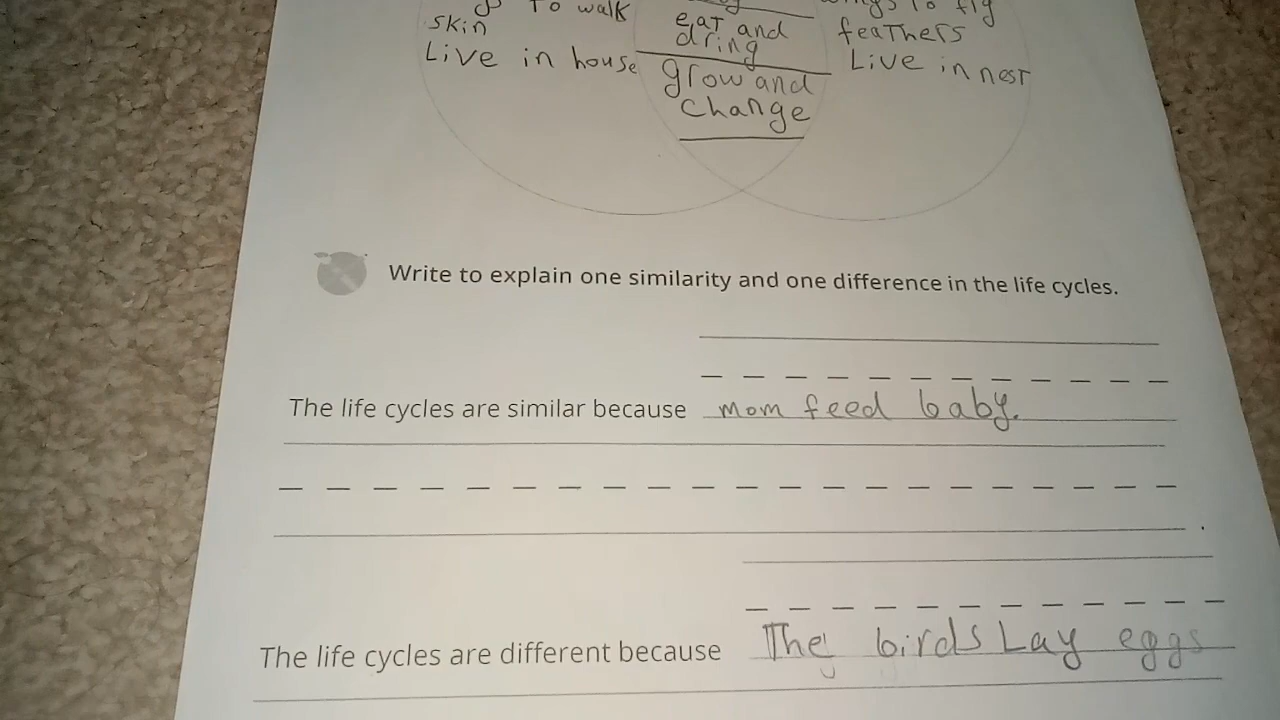 To walk
skin
Live in house
eat and
dring
grow and
change
to fly
feathers
Live in nest
Write to explain one similarity and one difference in the life cycles.
The life cycles are similar because mom feed baby.
The life cycles are different because The birds Lay eggs